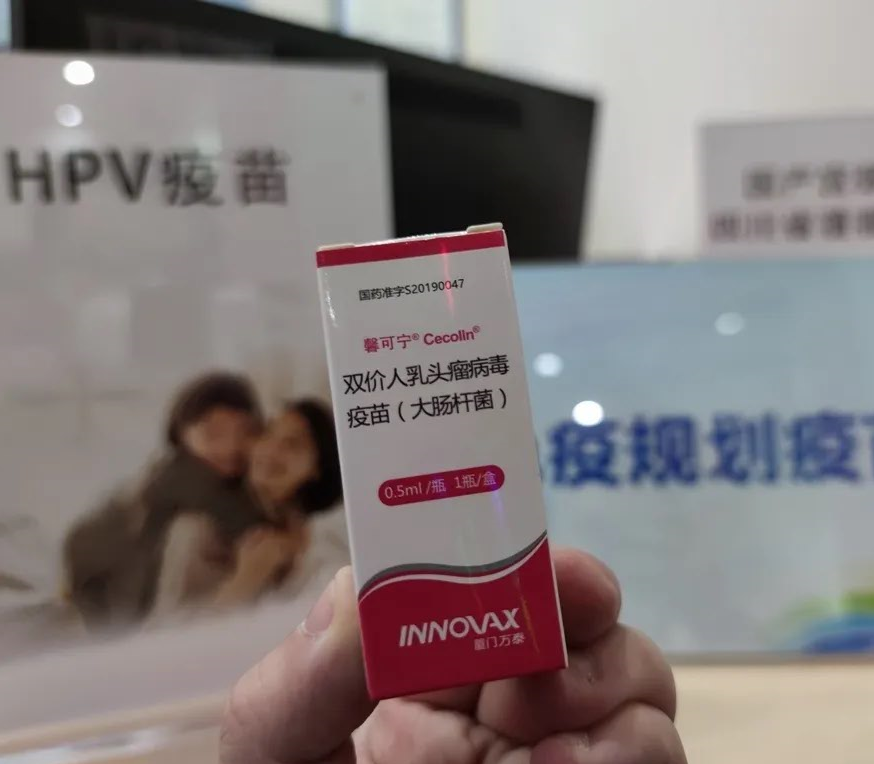 HPV疫苗
国药准字S20190047
馨可宁® Cecolin®
双价人乳头瘤病毒
疫苗（大肠杆菌）
0.5ml /瓶 1瓶/盒
INNOVAX
厦门万泰
疫规划疫苗